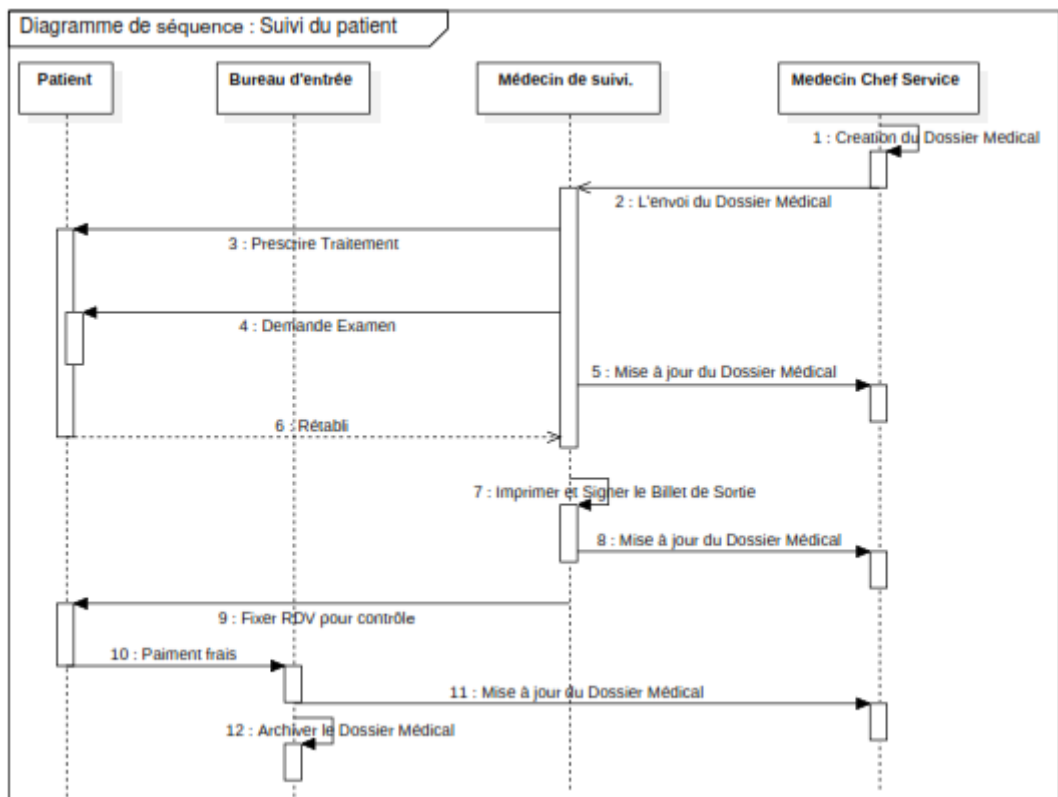 Diagramme de séquence : Suivi du patient
Patient
Bureau d'entrée
Médecin de suivi.
Medecin Chef Service
1 : Creation du Dossier Medical
2 : L'envoi du Dossier Médical
3 : Prescrire Traitement
4 : Demande Examen
5 : Mise à jour du Dossier Médical
6 : Rétabli
7 : Imprimer et Signer le Billet de Sortie
8 : Mise à jour du Dossier Médical
9 : Fixer RDV pour contrôle
10 : Paiment frais
11 : Mise à jour du Dossier Médical
12 : Archiver le Dossier Médical